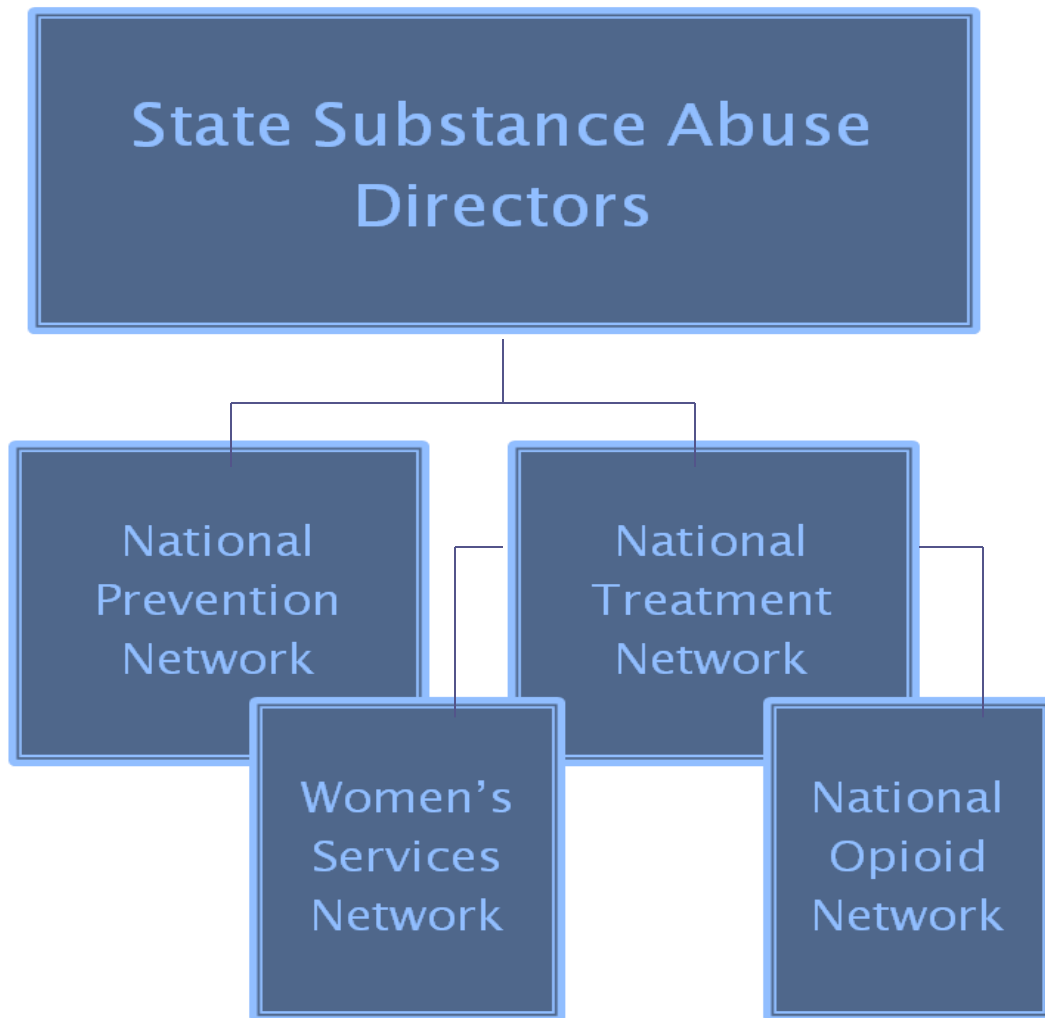 State Substance Abuse
Directors
National
Prevention
Network
National
Treatment
Network
Women’s
Services
Network
National
Opioid
Network